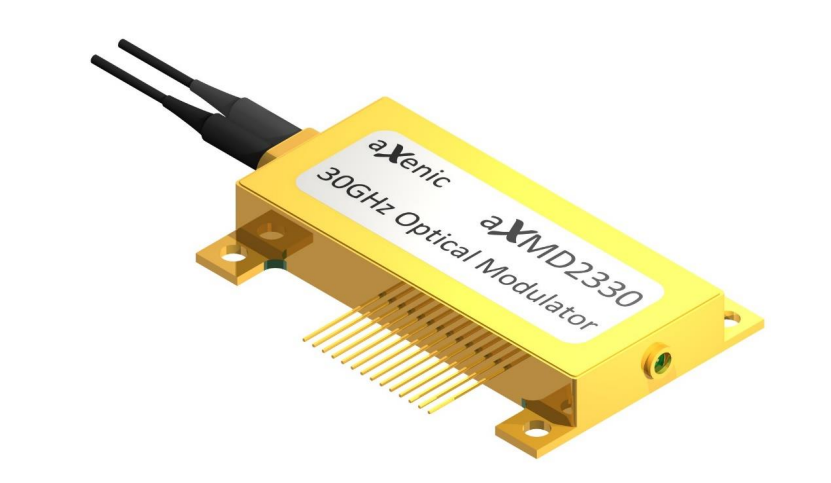 aXenic
aXMD2330
30GHz Optical Modulator